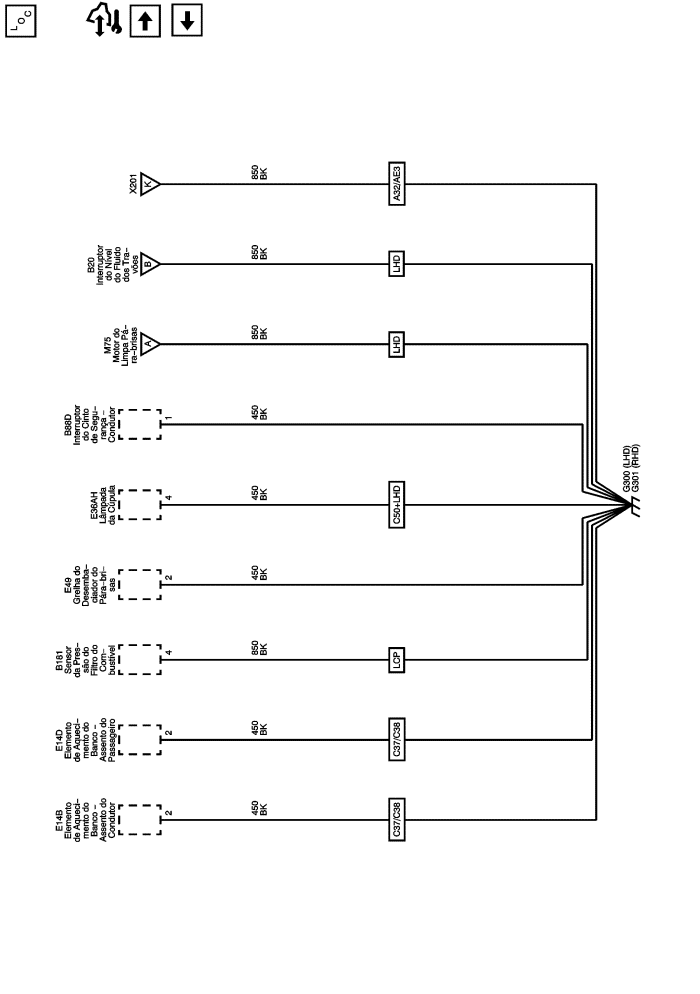 LOC
X201
K
850
BK
A32/AE3
B20
Interruptor
do Nível
do Fluido
dos Tra–
vões
B
850
BK
LHD
M75
Motor do
Limpa Pá–
ra–brisas
A
850
BK
LHD
B88D
Interruptor
do Cinto
de Segu–
rança –
Condutor
1
450
BK
E36AH
Lâmpada
da Cúpula
4
450
BK
C50+LHD
E49
Grelha do
Desemba–
ciador do
Pára–bri–
sas
2
450
BK
B181
Sensor
da Pres–
são do
Filtro do
Com–
bustível
4
850
BK
LCP
E14D
Elemento
de Aqueci–
mento do
Banco –
Assento do
Passageiro
2
450
BK
C37/C38
E14B
Elemento
de Aqueci–
mento do
Banco –
Assento do
Condutor
2
450
BK
C37/C38
G300 (LHD)
G301 (RHD)